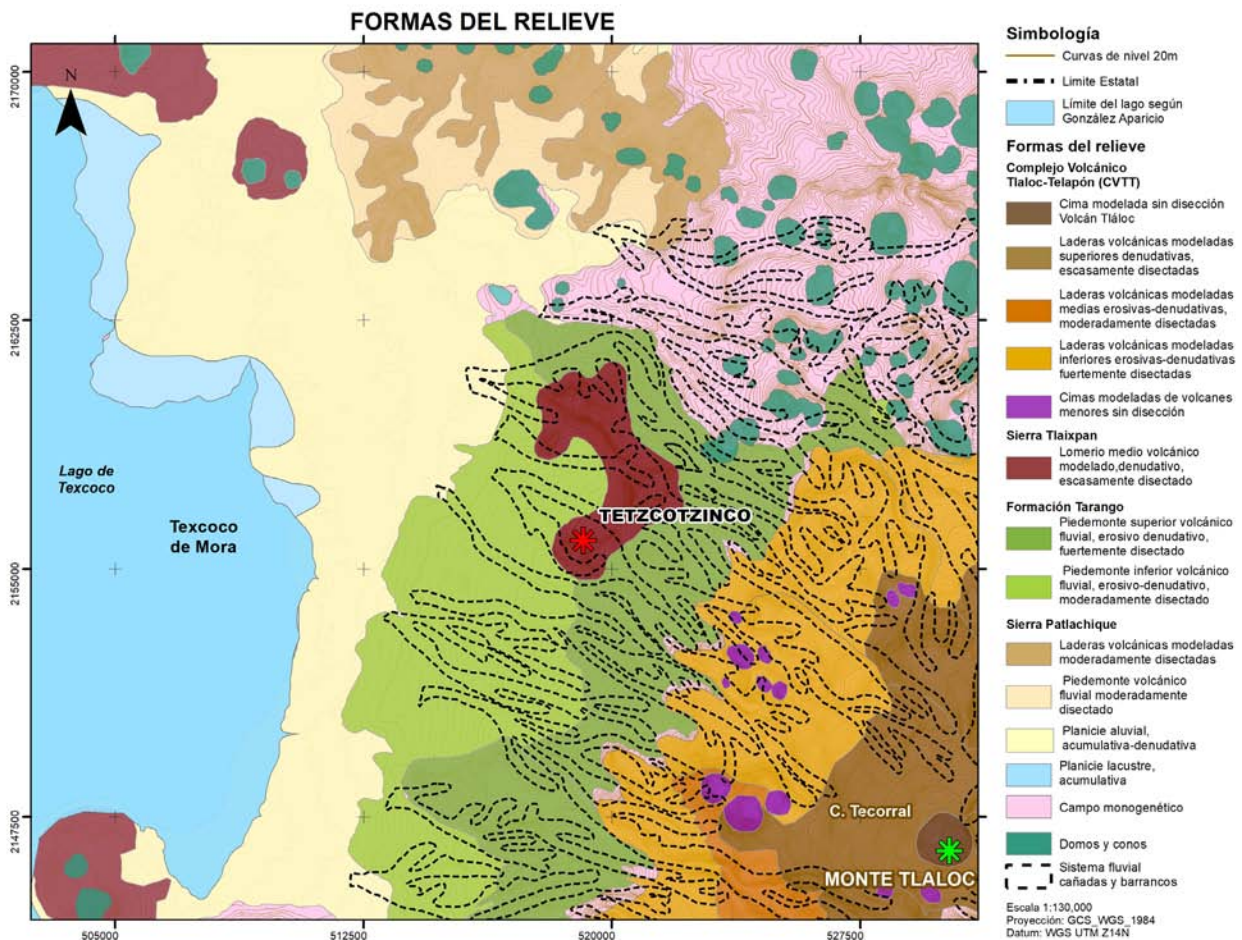 FORMAS DEL RELIEVE
N
2170000
2162500
2155000
2147500
505000
512500
520000
527500
Lago de
Texcoco
Texcoco
de Mora
TETZCOTZINCO
C. Tecorral
MONTE TLALOC
Simbología
Curvas de nivel 20m
Limite Estatal
Límite del lago según
González Aparicio
Formas del relieve
Complejo Volcánico
Tlaloc-Telapón (CVTT)
Cima modelada sin disección
Volcán Tláloc
Laderas volcánicas modeladas
superiores denudativas,
escasamente disectadas
Laderas volcánicas modeladas
medias erosivas-denudativas,
moderadamente disectadas
Laderas volcánicas modeladas
inferiores erosivas-denudativas
fuertemente disectadas
Cimas modeladas de volcanes
menores sin disección
Sierra Tlaixpan
Lomerio medio volcánico
modelado,denudativo,
escasamente disectado
Formación Tarango
Piedemonte superior volcánico
fluvial, erosivo denudativo,
fuertemente disectado
Piedemonte inferior volcánico
fluvial, erosivo-denudativo,
moderadamente disectado
Sierra Patlachique
Laderas volcánicas modeladas
moderadamente disectadas
Piedemonte volcánico
fluvial moderadamente
disectado
Planicie aluvial,
acumulativa-denudativa
Planicie lacustre,
acumulativa
Campo monogenético
Domos y conos
Sistema fluvial
cañadas y barrancos
Escala 1:130,000
Proyección: GCS_WGS_1984
Datum: WGS UTM Z14N